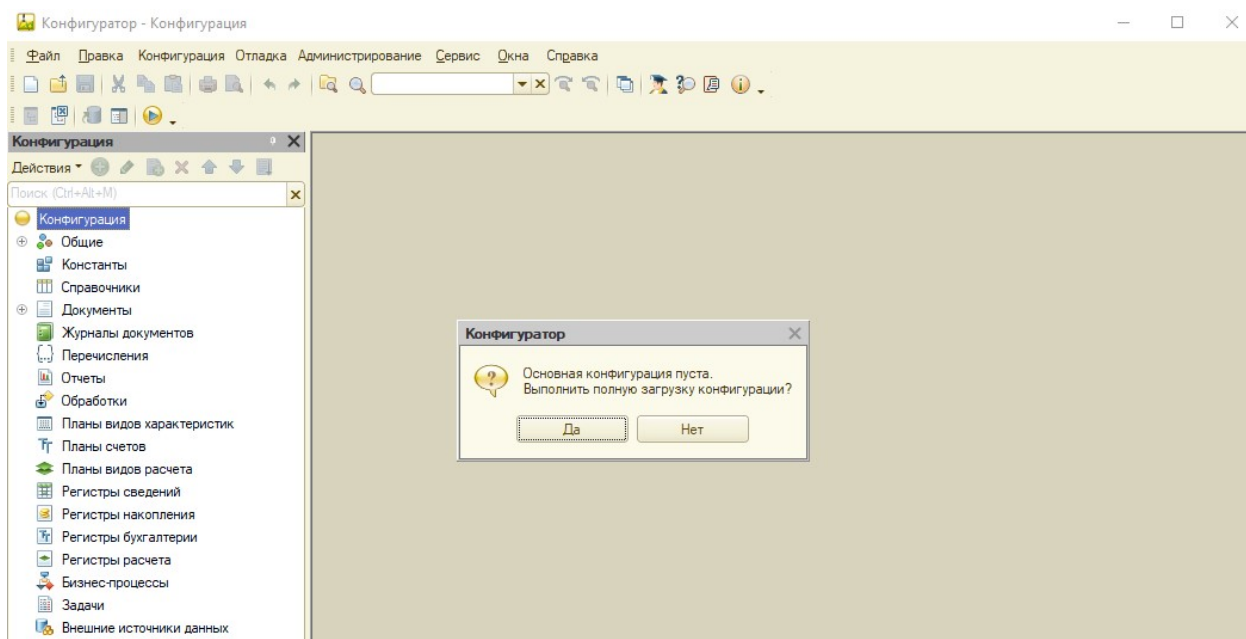 Конфигуратор - Конфигурация
Файл Правка Конфигурация Отладка Администрирование Сервис Окна Справка
Конфигурация
Действия
Поиск (Ctrl+Alt+M)
Конфигурация
Общие
Константы
Справочники
Документы
Журналы документов
Перечисления
Отчеты
Обработки
Планы видов характеристик
Планы счетов
Планы видов расчета
Регистры сведений
Регистры накопления
Регистры бухгалтерии
Регистры расчета
Бизнес-процессы
Задачи
Внешние источники данных
Конфигуратор
Основная конфигурация пуста.
Выполнить полную загрузку конфигурации?
Да Нет